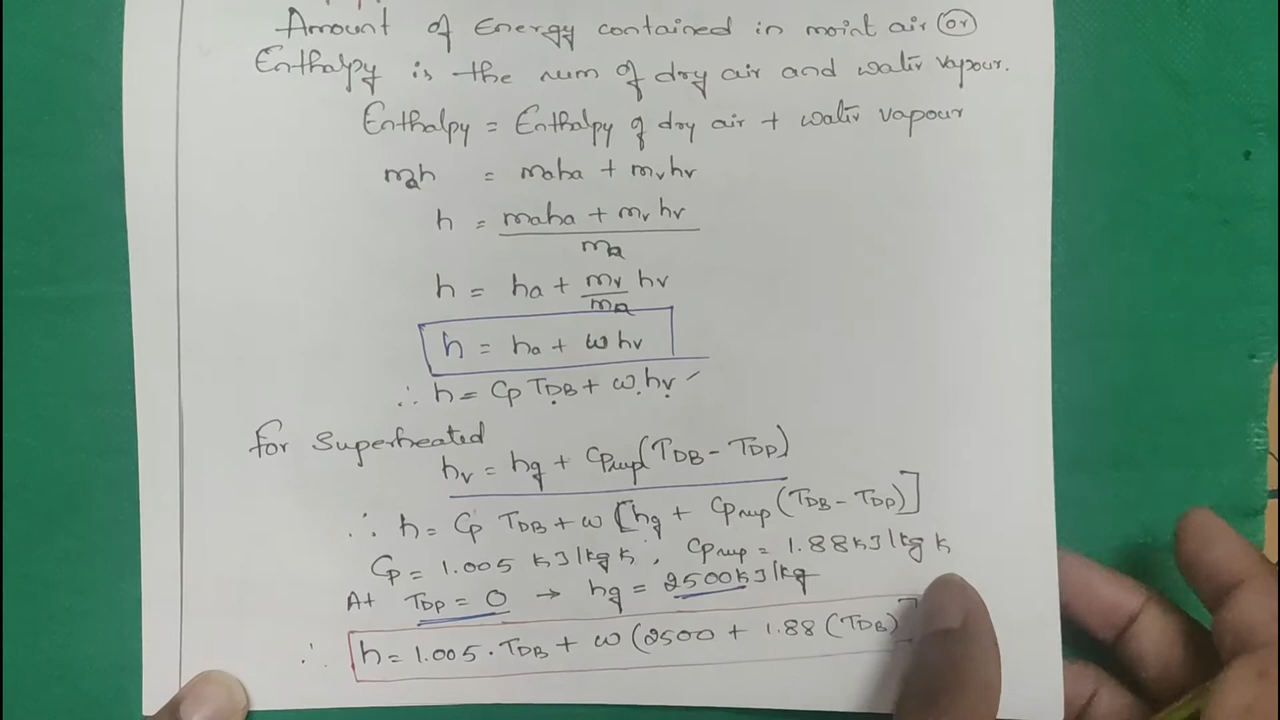 Amount of Energy contained in moist air (or)
Enthalpy is the sum of dry air and water vapour.
Enthalpy = Enthalpy of dry air + water vapour
mah = maha + mvhv
h = maha + mvhv / ma
h = ha + mv/ma hv
h = ha + ω hv
∴ h = Cp TDB + ω hv
For Superheated
hv = hg + Cpsup(TDB - TDP)
∴ h = Cp TDB + ω [hg + Cpsup (TDB - TDP)]
Cp = 1.005 KJ/kg K, Cpsup = 1.88 KJ/kg K
At TDP = 0 → hg = 2500 KJ/kg
∴ h = 1.005 · TDB + ω (2500 + 1.88 (TDB)]